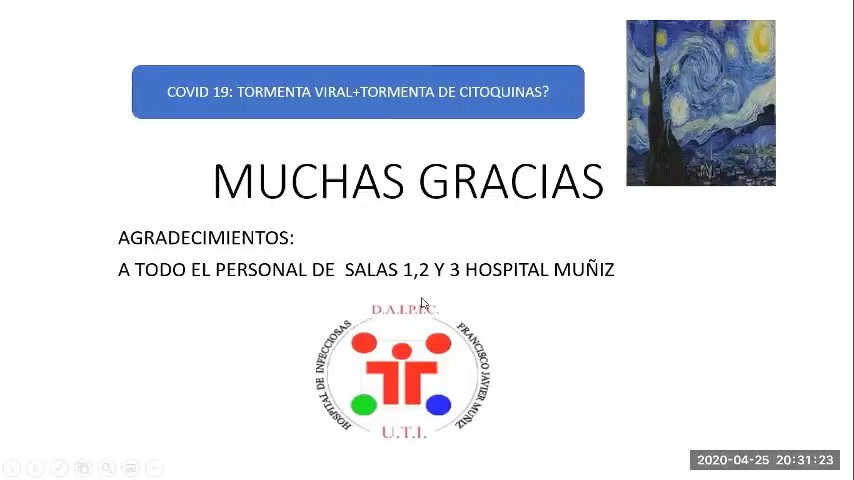 COVID 19: TORMENTA VIRAL+TORMENTA DE CITOQUINAS?
MUCHAS GRACIAS
AGRADECIMIENTOS:
A TODO EL PERSONAL DE SALAS 1,2 Y 3 HOSPITAL MUÑIZ
D.A.I.P.I.C.
HOSPITAL DE INFECCIOSAS
FRANCISCO JAVIER MUÑIZ
U.T.I.
2020-04-25 20:31:23